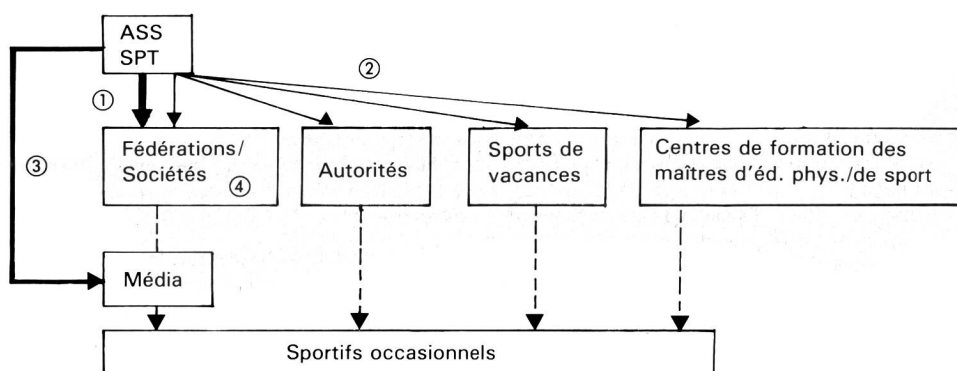 ASS
SPT
②
①
Fédérations/
Sociétés
④
Autorités
Sports de
vacances
Centres de formation des
maîtres d'éd. phys./de sport
③
Média
Sportifs occasionnels